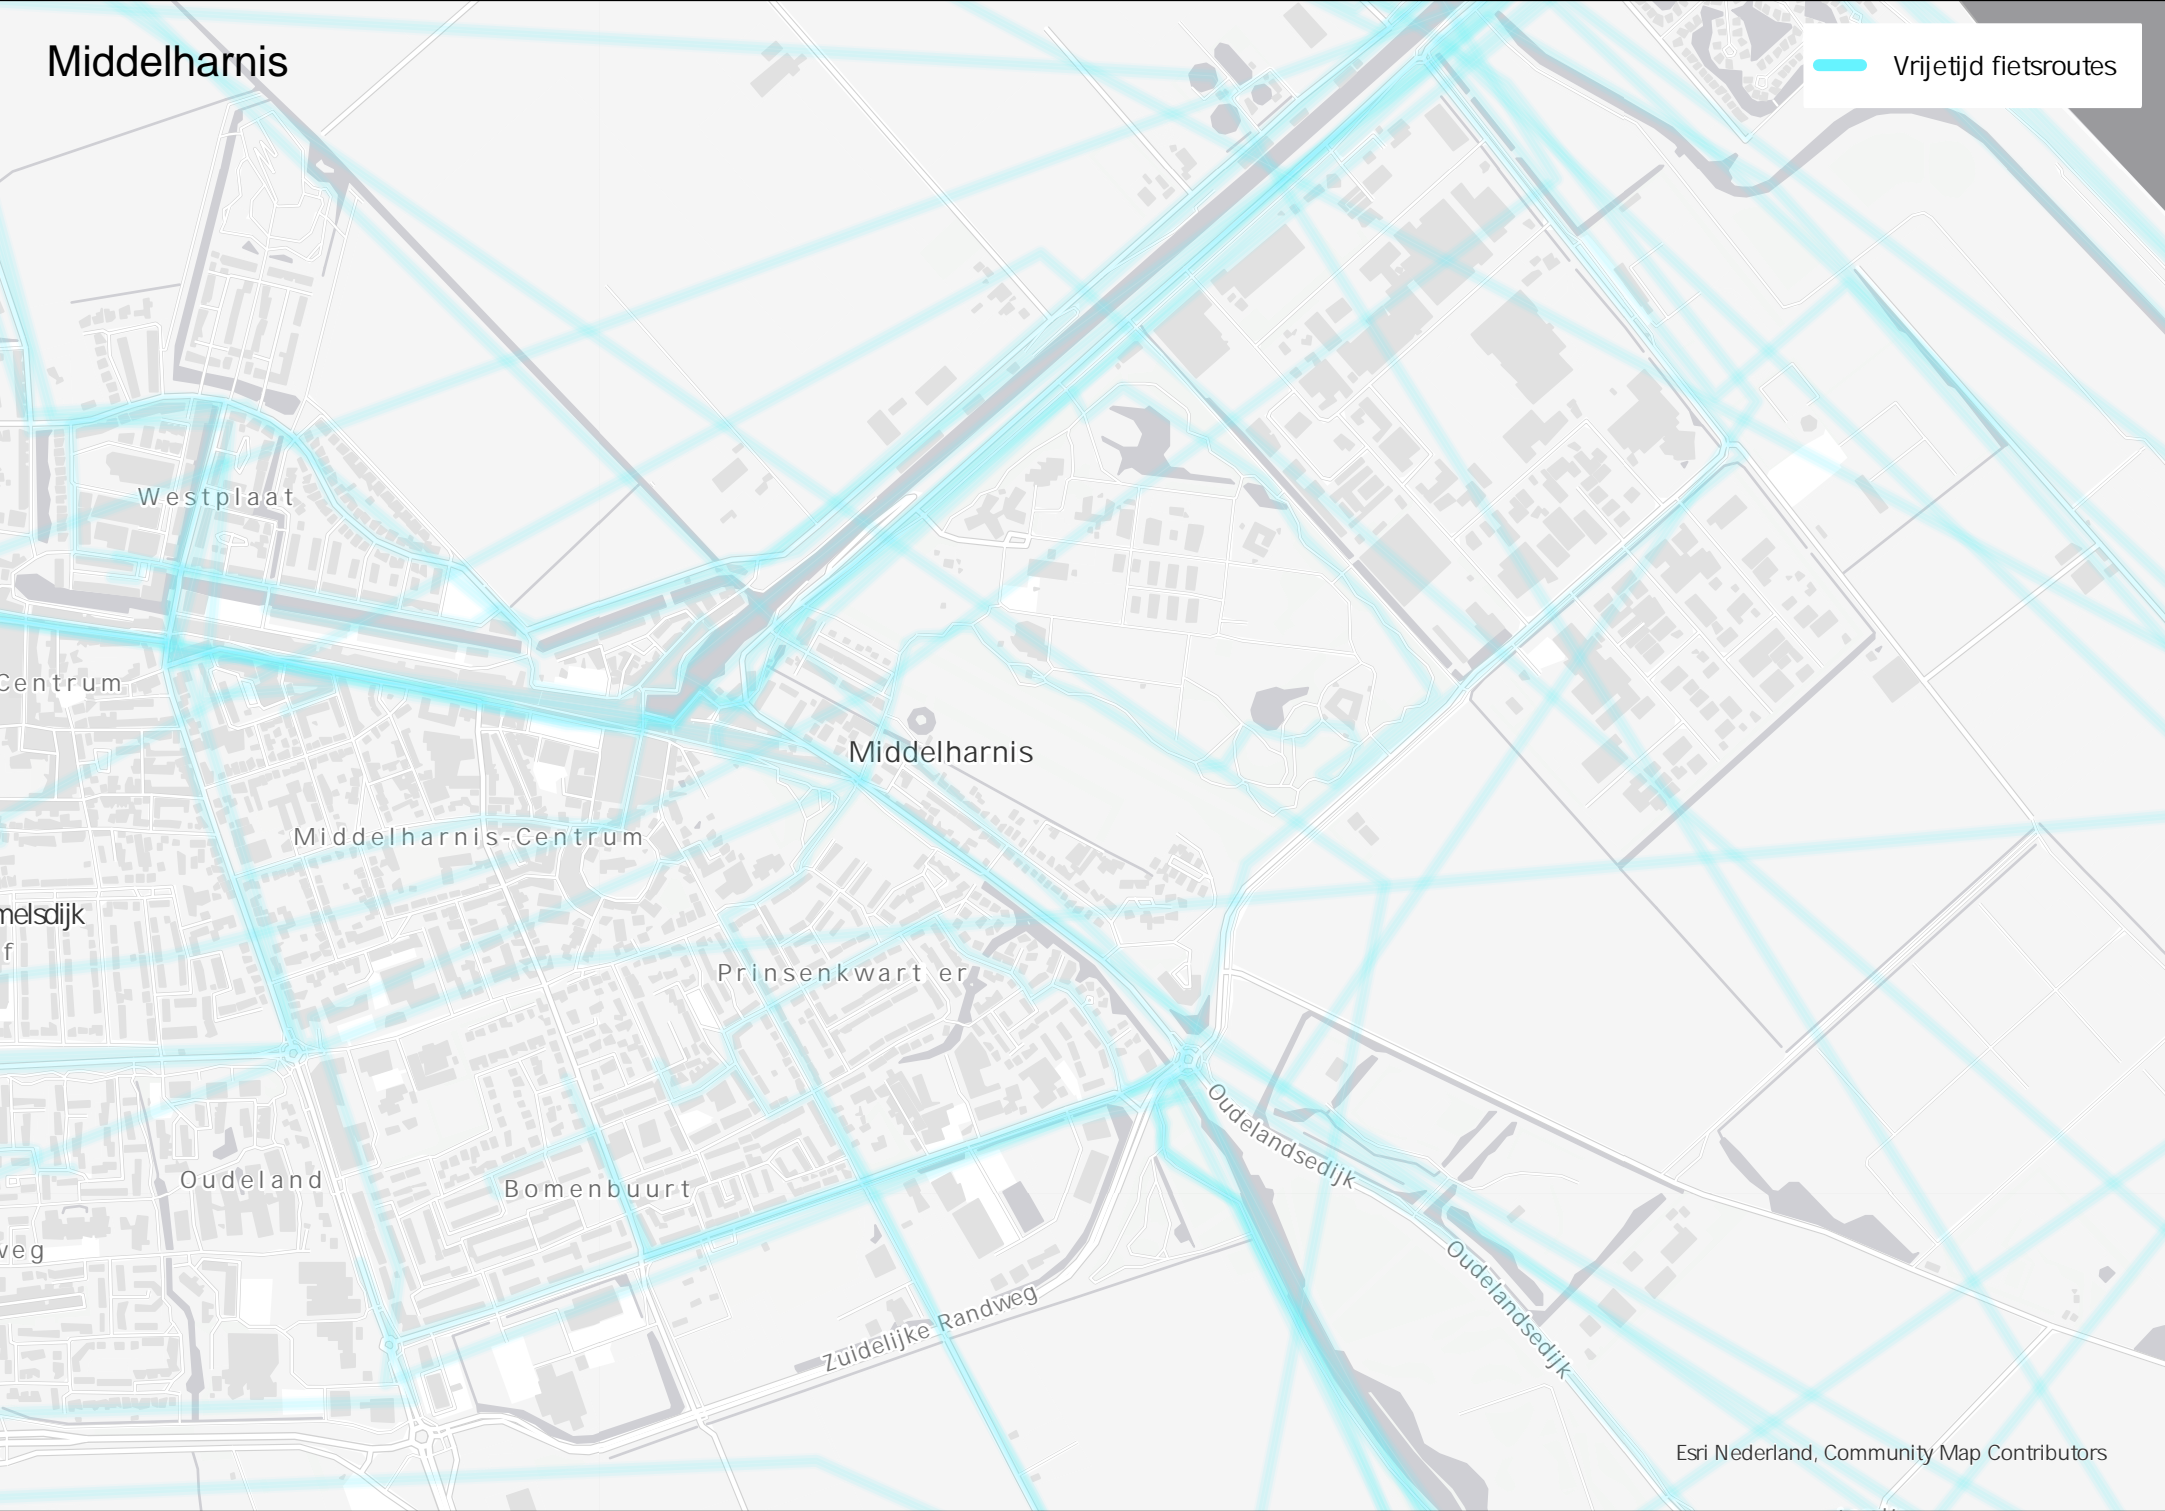 Middelharnis
Vrijetijd fietsroutes
Westplaat
Centrum
Middelharnis
Middelharnis-Centrum
melsdijk
f
Prinsenkwart er
Oudelandsedijk
Oudeland
Bomenbuurt
weg
Oudelandsedijk
Zuidelijke Randweg
Esri Nederland, Community Map Contributors